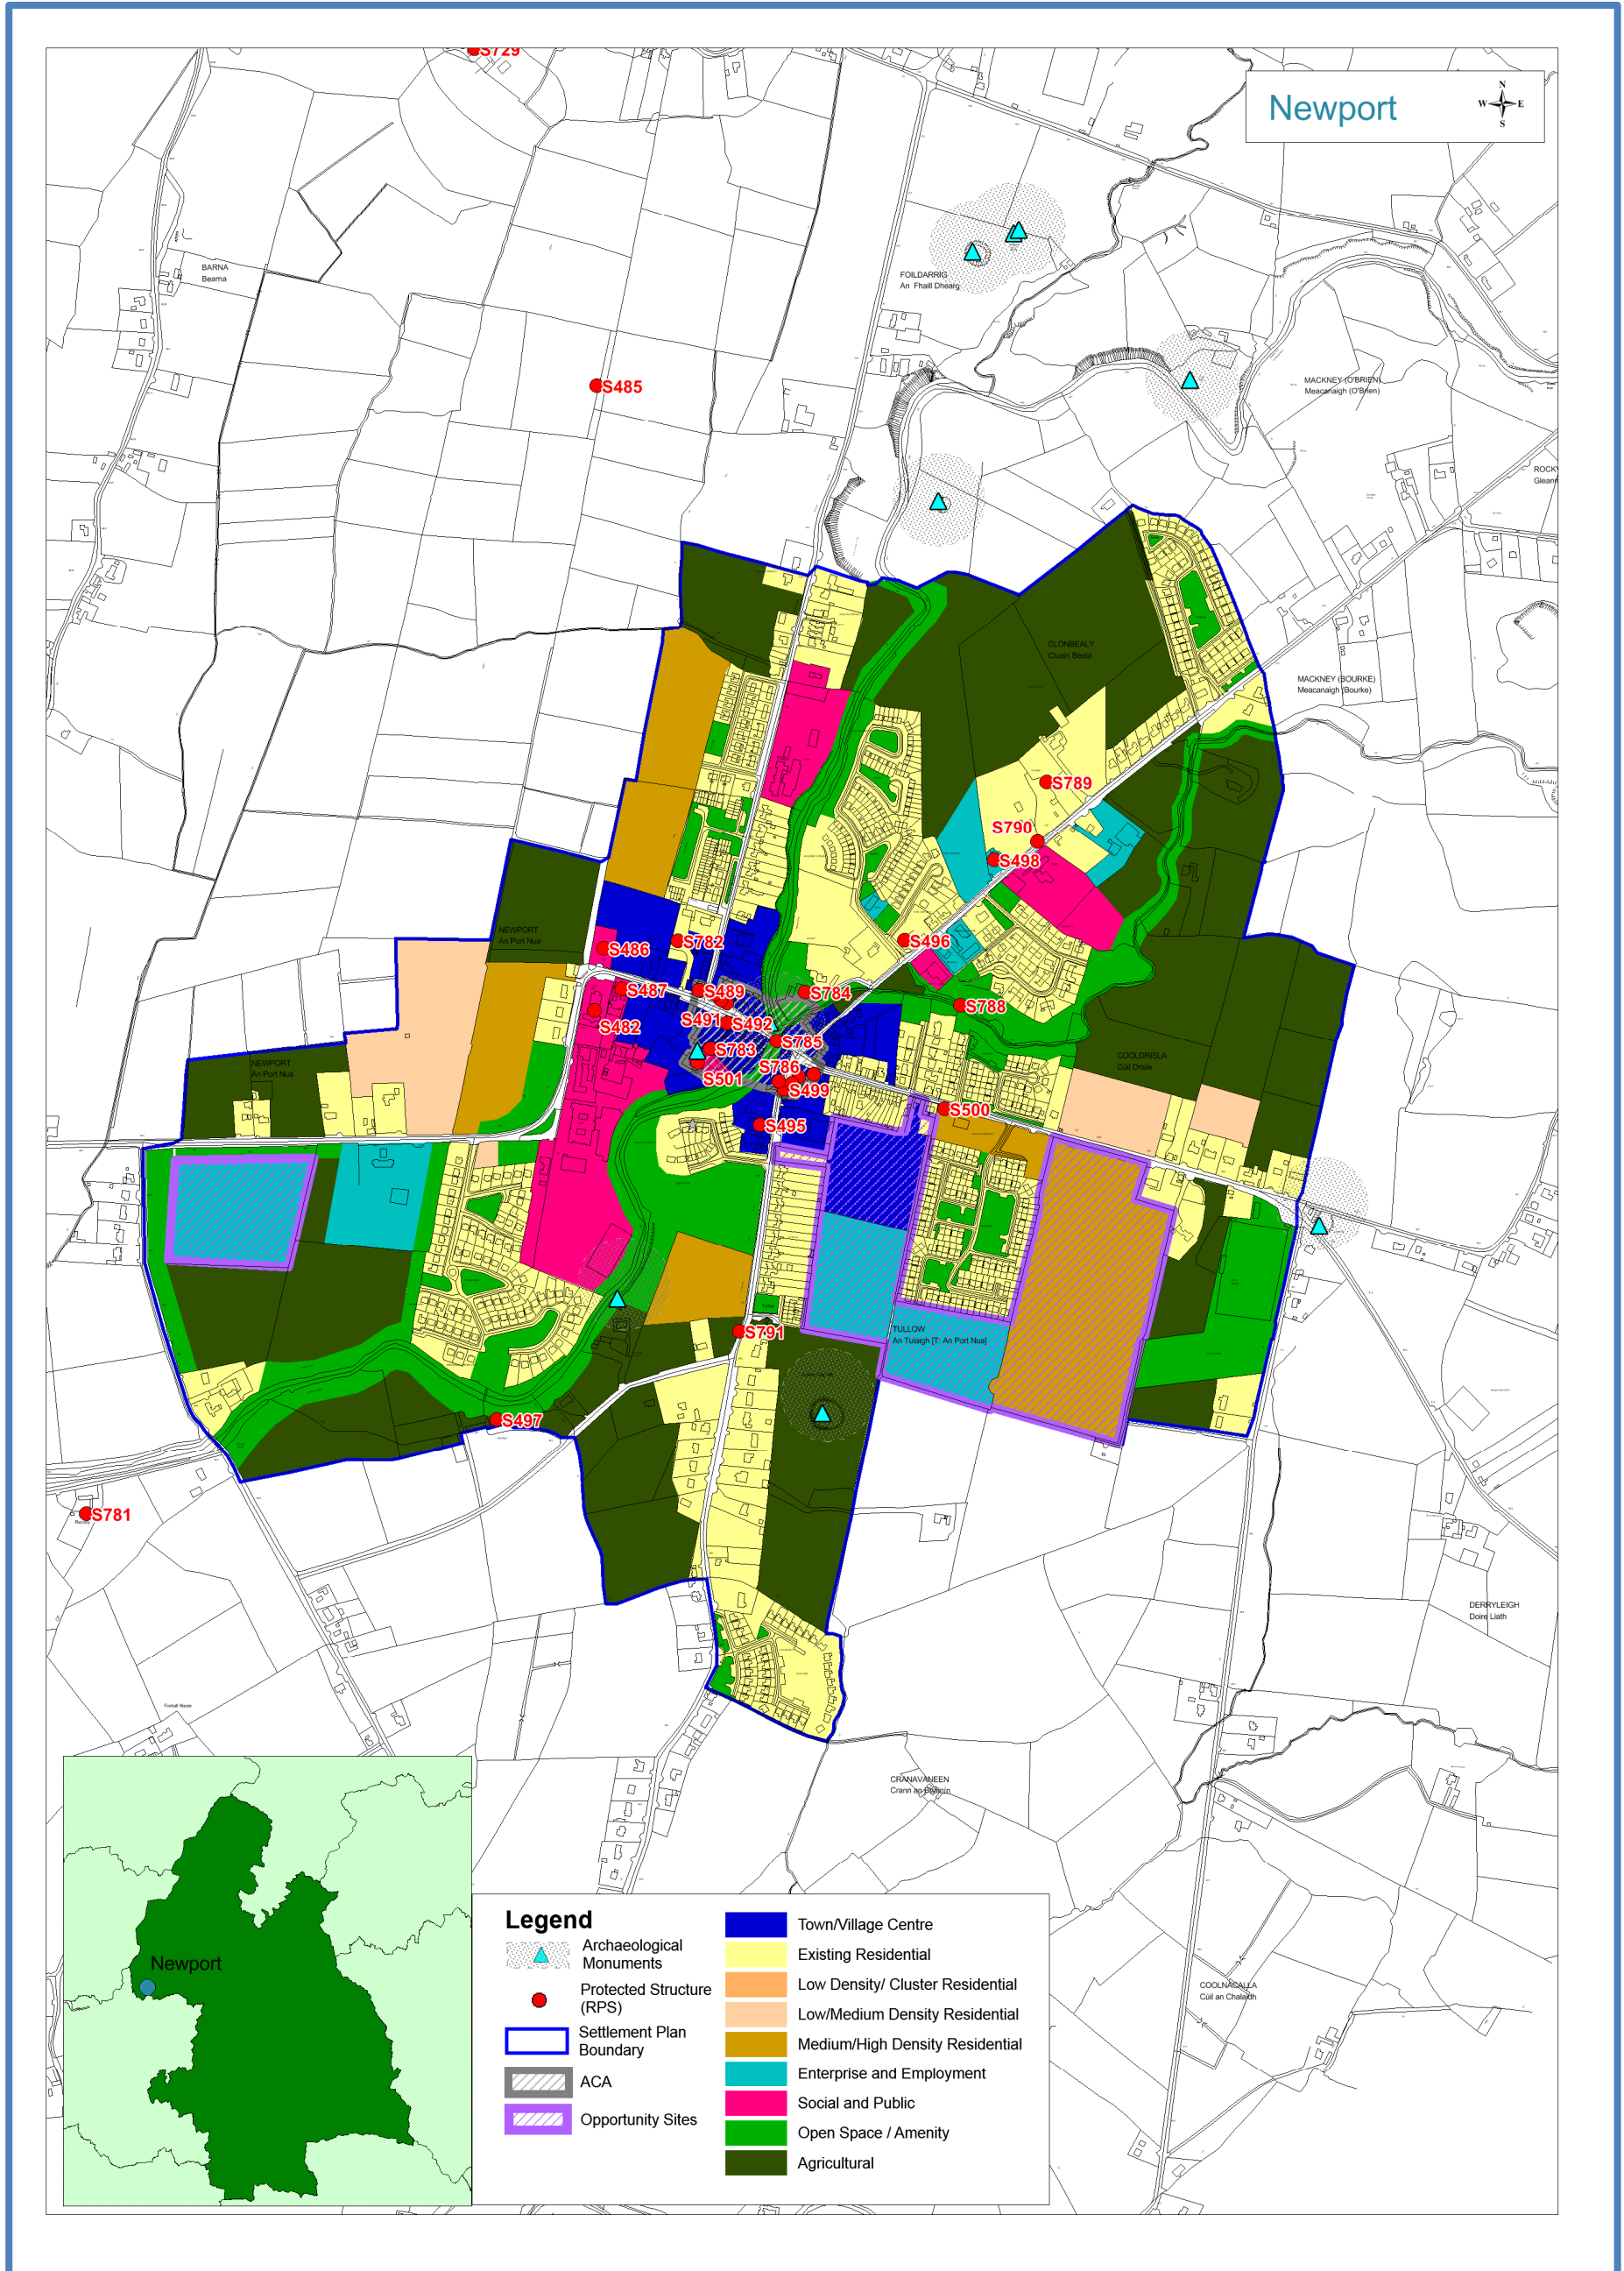 S729
Newport
N
W E
S
BARNA
Bearna
FOILDARRIG
An Fhaill Dhearg
S485
MACKNEY (O'BRIEN)
Meacanaigh (O'Brien)
ROCK
Glean
CLONBEALY
Cluain Béala
MACKNEY (BOURKE)
Meacanaigh (Bourke)
S789
S790
S498
NEWPORT
An Port Nua
S486
S782
S496
S487
S489
S784
S788
S482
S491
S492
S785
S783
S786
S501
S499
NEWPORT
An Port Nua
COOLDRISLA
Cúil Drisle
S500
S495
TULLOW
An Tulaigh [T: An Port Nua]
S791
S497
S781
DERRYLEIGH
Doire Liath
Foxhall House
CRANAVANEEN
COOLNACALLA
Cúil an Chalaidh
Newport
Legend
Archaeological
Monuments
Protected Structure
(RPS)
Settlement Plan
Boundary
ACA
Opportunity Sites
Town/Village Centre
Existing Residential
Low Density/ Cluster Residential
Low/Medium Density Residential
Medium/High Density Residential
Enterprise and Employment
Social and Public
Open Space / Amenity
Agricultural